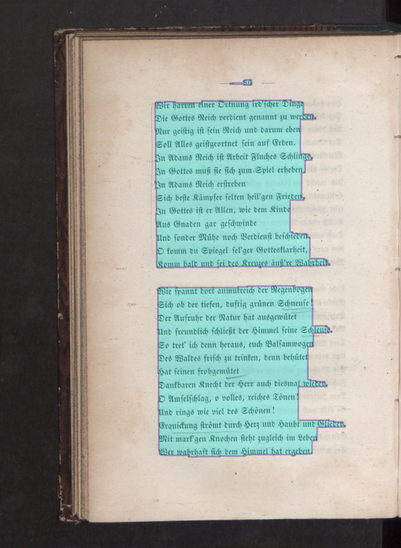 Wir harren einer Ordnung ird'scher Dinge
Die Gottes Reich verdient genannt zu werden.
Nur geistig ist sein Reich und darum eben
Soll Alles geistgeordnet sein auf Erden.
In Adams Reich ist Arbeit Fluches Schlinge,
In Gottes muß sie sich zum Spiel erheben,
In Adams Reich erstreben
Sich beste Kämpfer selten heil'gen Frieden,
In Gottes ist er Allen, wie dem Kinde
Aus Gnaden gar geschwinde
Und sonder Mühe noch Verdienst beschieden.
O komm du Spiegel sel'ger Gottesklarheit,
Komm bald und sei des Kreuzes äuß're Wahrheit.
Wie spannt dort anmuthreich der Regenbogen
Sich ob der tiefen, duftig grünen Schneuse!
Der Aufruhr der Natur hat ausgewütet
Und freundlich schließt der Himmel seine Schleuse.
So tret' ich denn heraus, euch Balsamwogen
Des Waldes frisch zu trinken, denn behütet
Hat seinen frohgemütet
Dankbaren Knecht der Herr auch diesmal wieder.
O Amselschlag, o volles, reiches Tönen!
Und rings wie viel des Schönen!
Erquickung strömt durch Herz und Haupt und Glieder.
Mit mark'gen Knochen steht zugleich im Leben
Wer wahrhaft sich dem Himmel hat ergeben